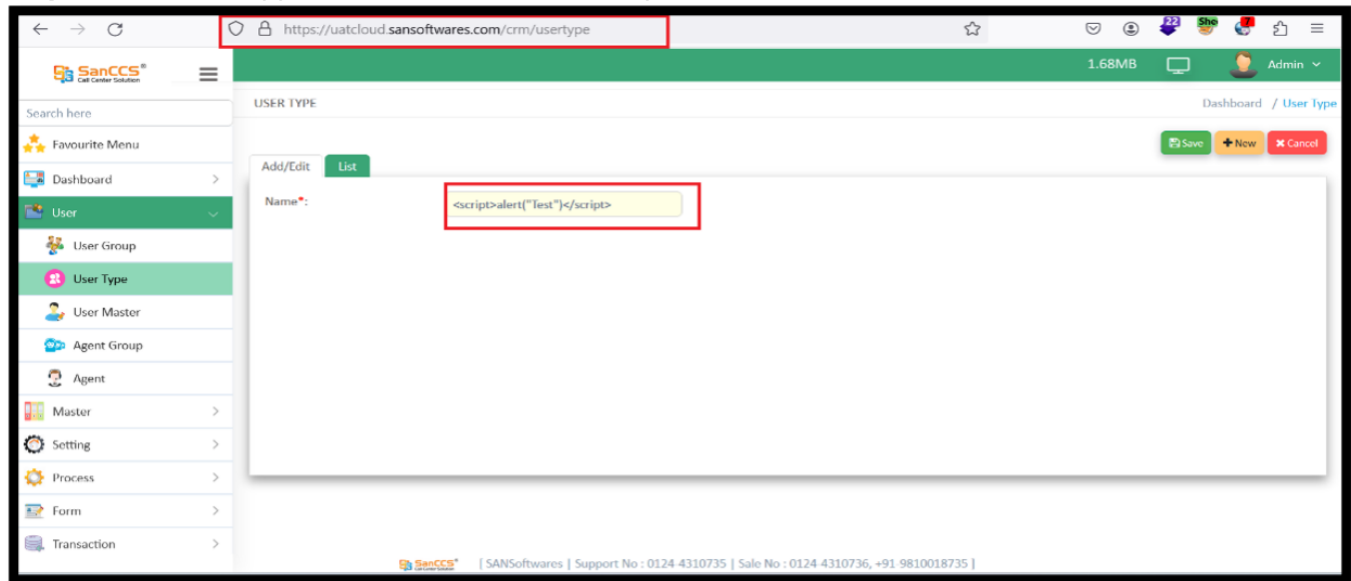 https://uatcloud.sansoftwares.com/crm/usertype
22
Sho
7
SanCCS®
Call Center Solution
1.68MB
Admin
Search here
USER TYPE
Dashboard / User Type
Favourite Menu
Save
New
Cancel
Add/Edit
List
Dashboard
Name*:
<script>alert("Test")</script>
User
User Group
User Type
User Master
Agent Group
Agent
Master
Setting
Process
Form
Transaction
SanCCS® | SANSoftwares | Support No : 0124-4310735 | Sale No : 0124-4310736, +91-9810018735 ]